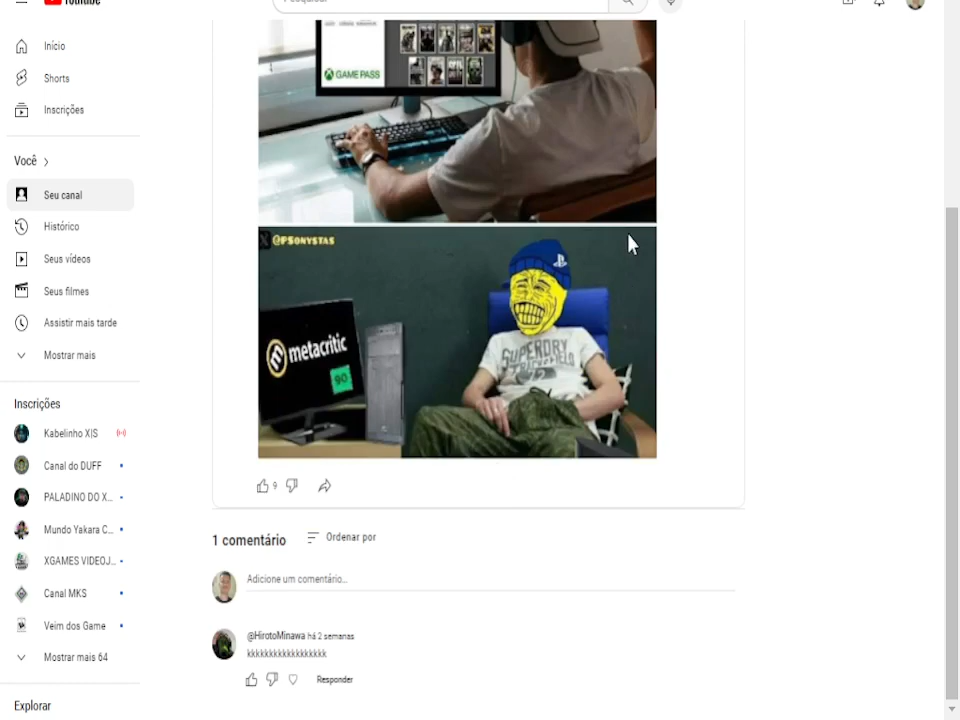 YouTube
Pesquisar
GAME PASS
Início
Shorts
Inscrições
Você
Seu canal
Histórico
Seus vídeos
Seus filmes
Assistir mais tarde
Mostrar mais
Inscrições
Kabelinho X|S
Canal do DUFF
PALADINO DO X...
Mundo Yakara C...
XGAMES VIDEOJ...
Canal MKS
Veim dos Game
Mostrar mais 64
Explorar
@PSONYSTAS
metacritic
90
SUPERDRY
72
9
1 comentário
Ordenar por
Adicione um comentário...
@HirotoMinawa há 2 semanas
kkkkkkkkkkkkkkkkkk
Responder